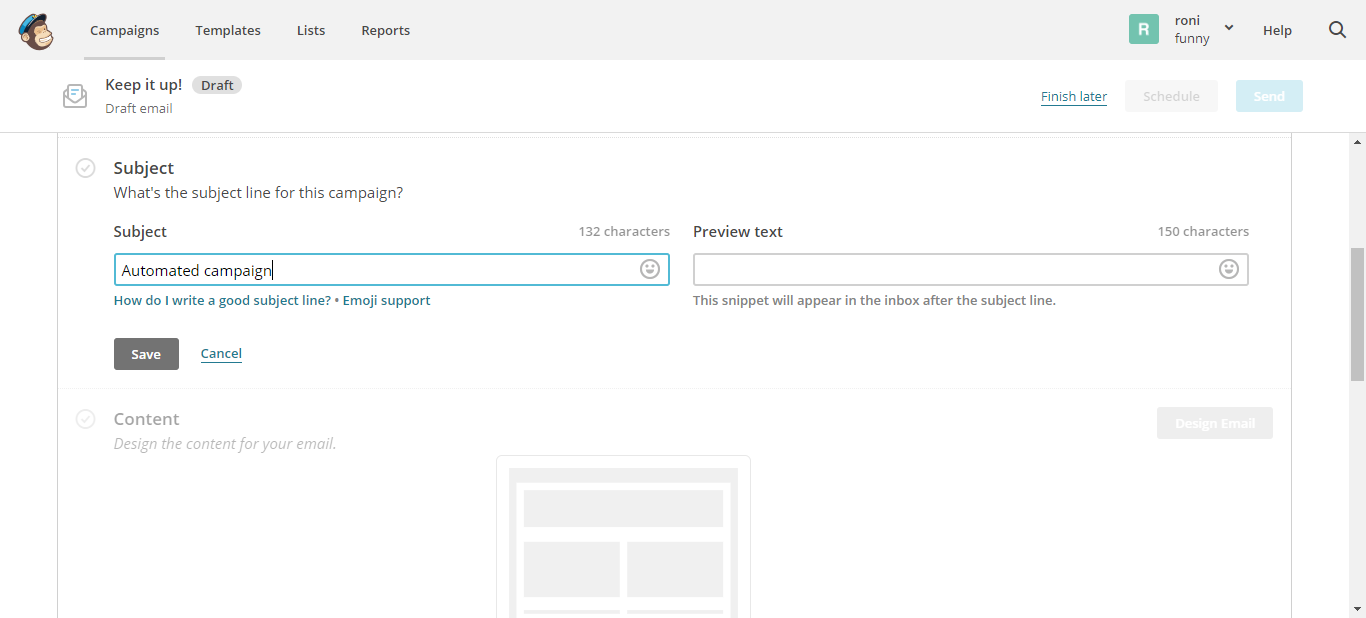 Campaigns Templates Lists Reports
R roni
funny
Help
Keep it up! Draft
Draft email
Finish later Schedule Send
Subject
What's the subject line for this campaign?
Subject 132 characters Preview text 150 characters
Automated campaign
How do I write a good subject line? • Emoji support This snippet will appear in the inbox after the subject line.
Save Cancel
Content Design Email
Design the content for your email.